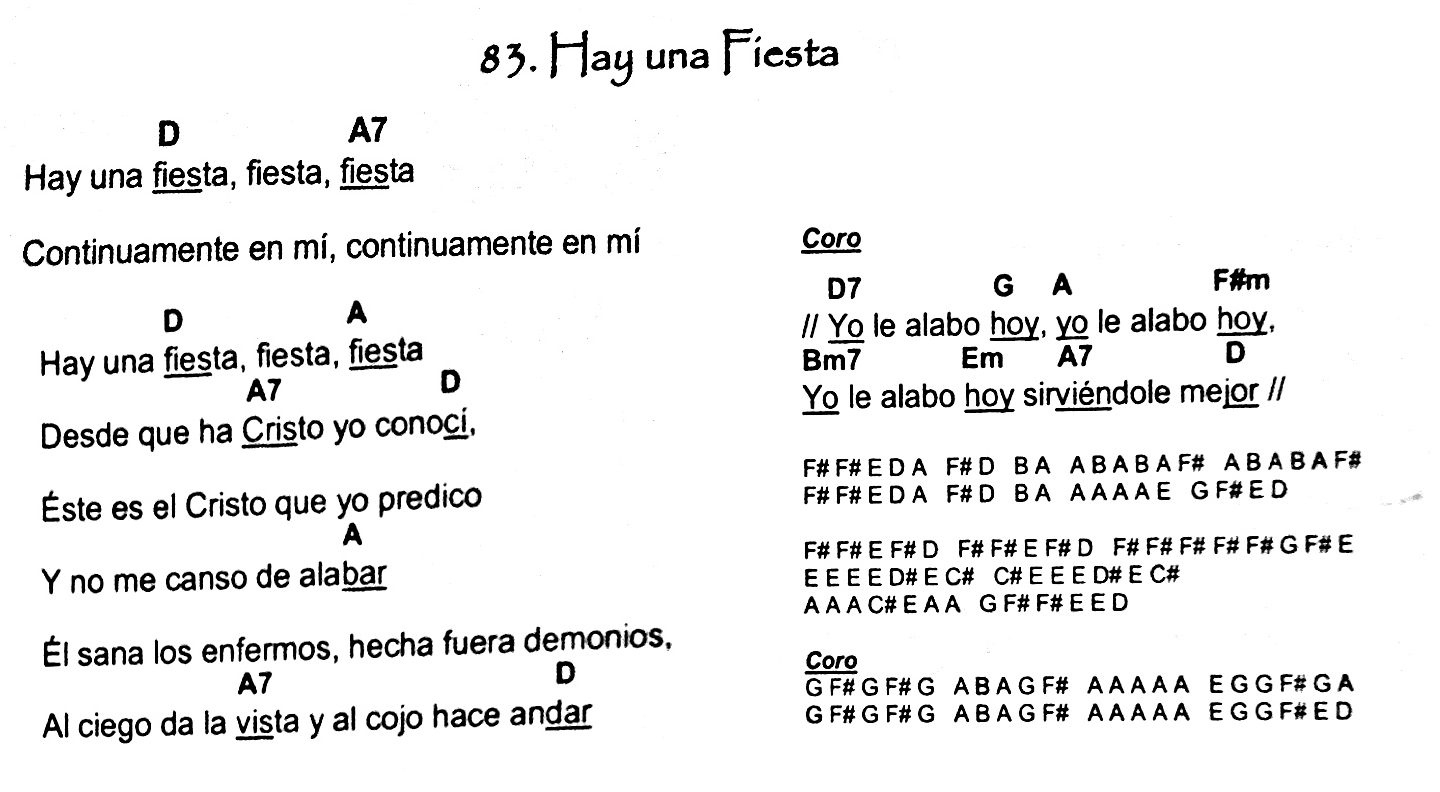 83. Hay una Fiesta
D A7
Hay una fiesta, fiesta, fiesta
Continuamente en mí, continuamente en mí
D A
Hay una fiesta, fiesta, fiesta
A7 D
Desde que ha Cristo yo conocí,
Éste es el Cristo que yo predico
A
Y no me canso de alabar
Él sana los enfermos, hecha fuera demonios,
A7 D
Al ciego da la vista y al cojo hace andar
Coro
D7 G A F#m
// Yo le alabo hoy, yo le alabo hoy,
Bm7 Em A7 D
Yo le alabo hoy sirviéndole mejor //
F# F# E D A F# D B A A B A B A F# A B A B A F#
F# F# E D A F# D B A A A A A E G F# E D
F# F# E F# D F# F# E F# D F# F# F# F# F# G F# E
E E E E D# E C# C# E E E D# E C#
A A A C# E A A G F# F# E E D
Coro
G F# G F# G A B A G F# A A A A A E G G F# G A
G F# G F# G A B A G F# A A A A A E G G F# E D